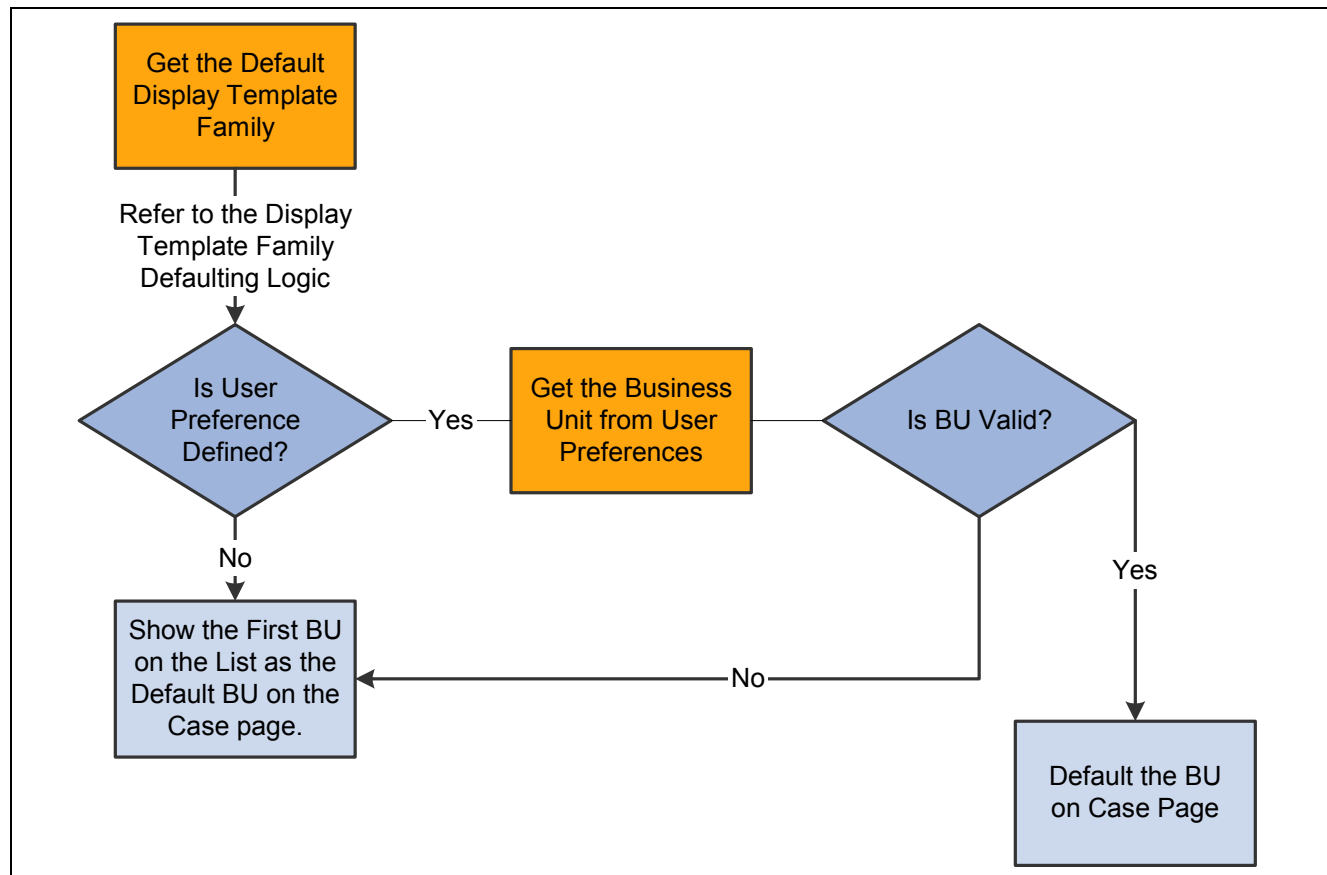 Get the Default
Display Template
Family
Refer to the Display
Template Family
Defaulting Logic
Is User
Preference
Defined?
Yes
Get the Business
Unit from User
Preferences
Is BU Valid?
No
Yes
Show the First BU
on the List as the
Default BU on the
Case page.
No
Default the BU
on Case Page